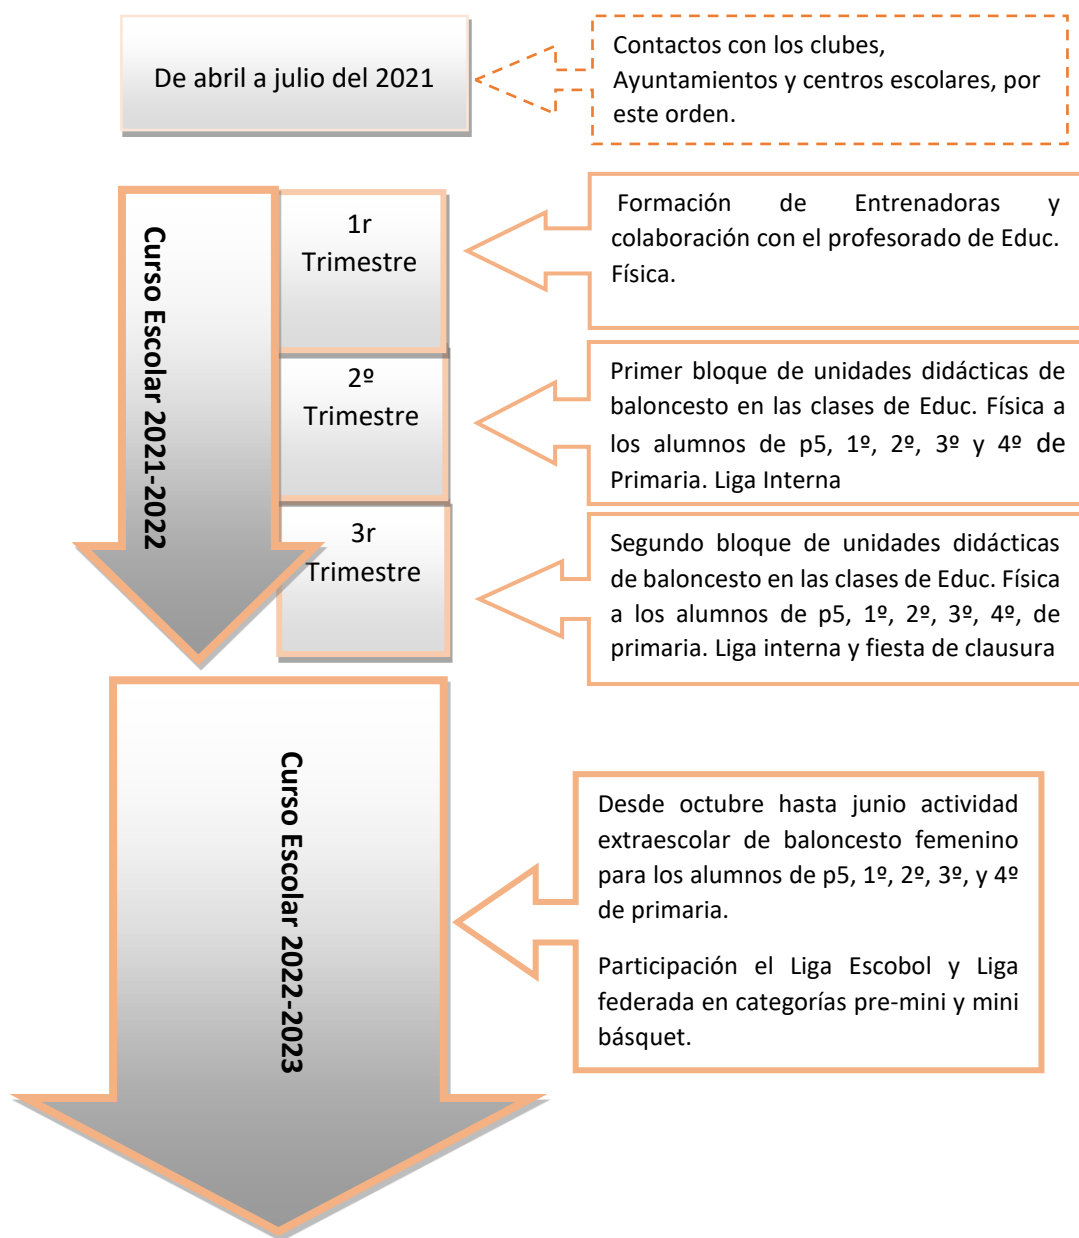 De abril a julio del 2021
Contactos con los clubes,
Ayuntamientos y centros escolares, por
este orden.
Curso Escolar 2021-2022
1r
Trimestre
Formación de Entrenadoras y
colaboración con el profesorado de Educ.
Física.
2º
Trimestre
Primer bloque de unidades didácticas de
baloncesto en las clases de Educ. Física a
los alumnos de p5, 1º, 2º, 3º y 4º de
Primaria. Liga Interna
3r
Trimestre
Segundo bloque de unidades didácticas
de baloncesto en las clases de Educ. Física
a los alumnos de p5, 1º, 2º, 3º, 4º, de
primaria. Liga interna y fiesta de clausura
Curso Escolar 2022-2023
Desde octubre hasta junio actividad
extraescolar de baloncesto femenino
para los alumnos de p5, 1º, 2º, 3º, y 4º
de primaria.
Participación el Liga Escobol y Liga
federada en categorías pre-mini y mini
básquet.